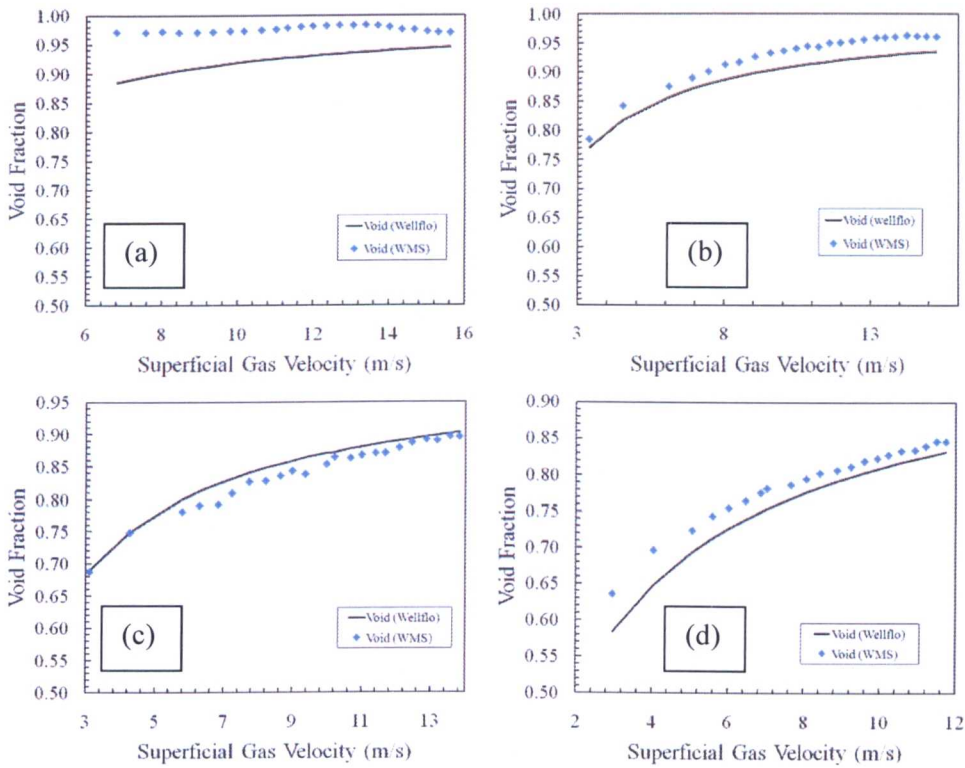 1.00
0.95
0.90
0.85
0.80
0.75
0.70
0.65
0.60
0.55
0.50
Void Fraction
(a)
Void (Wellflo)
Void (WMS)
6 8 10 12 14 16
Superficial Gas Velocity (m/s)
1.00
0.95
0.90
0.85
0.80
0.75
0.70
0.65
0.60
0.55
0.50
Void Fraction
(b)
Void (wellflo)
Void (WMS)
3 8 13
Superficial Gas Velocity (m/s)
0.95
0.90
0.85
0.80
0.75
0.70
0.65
0.60
0.55
0.50
Void Fraction
(c)
Void (Wellflo)
Void (WMS)
3 5 7 9 11 13
Superficial Gas Velocity (m/s)
0.90
0.85
0.80
0.75
0.70
0.65
0.60
0.55
0.50
Void Fraction
(d)
Void (Wellflo)
Void (WMS)
2 4 6 8 10 12
Superficial Gas Velocity (m/s)